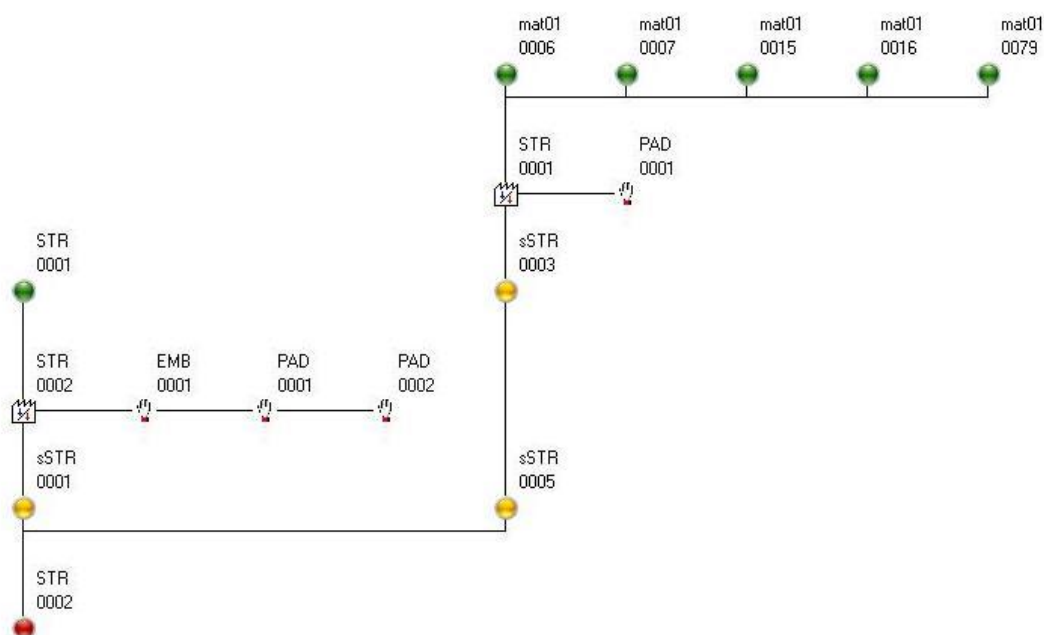 mat01
0006
mat01
0007
mat01
0015
mat01
0016
mat01
0079
STR
0001
PAD
0001
sSTR
0003
STR
0001
STR
0002
EMB
0001
PAD
0001
PAD
0002
sSTR
0001
sSTR
0005
STR
0002